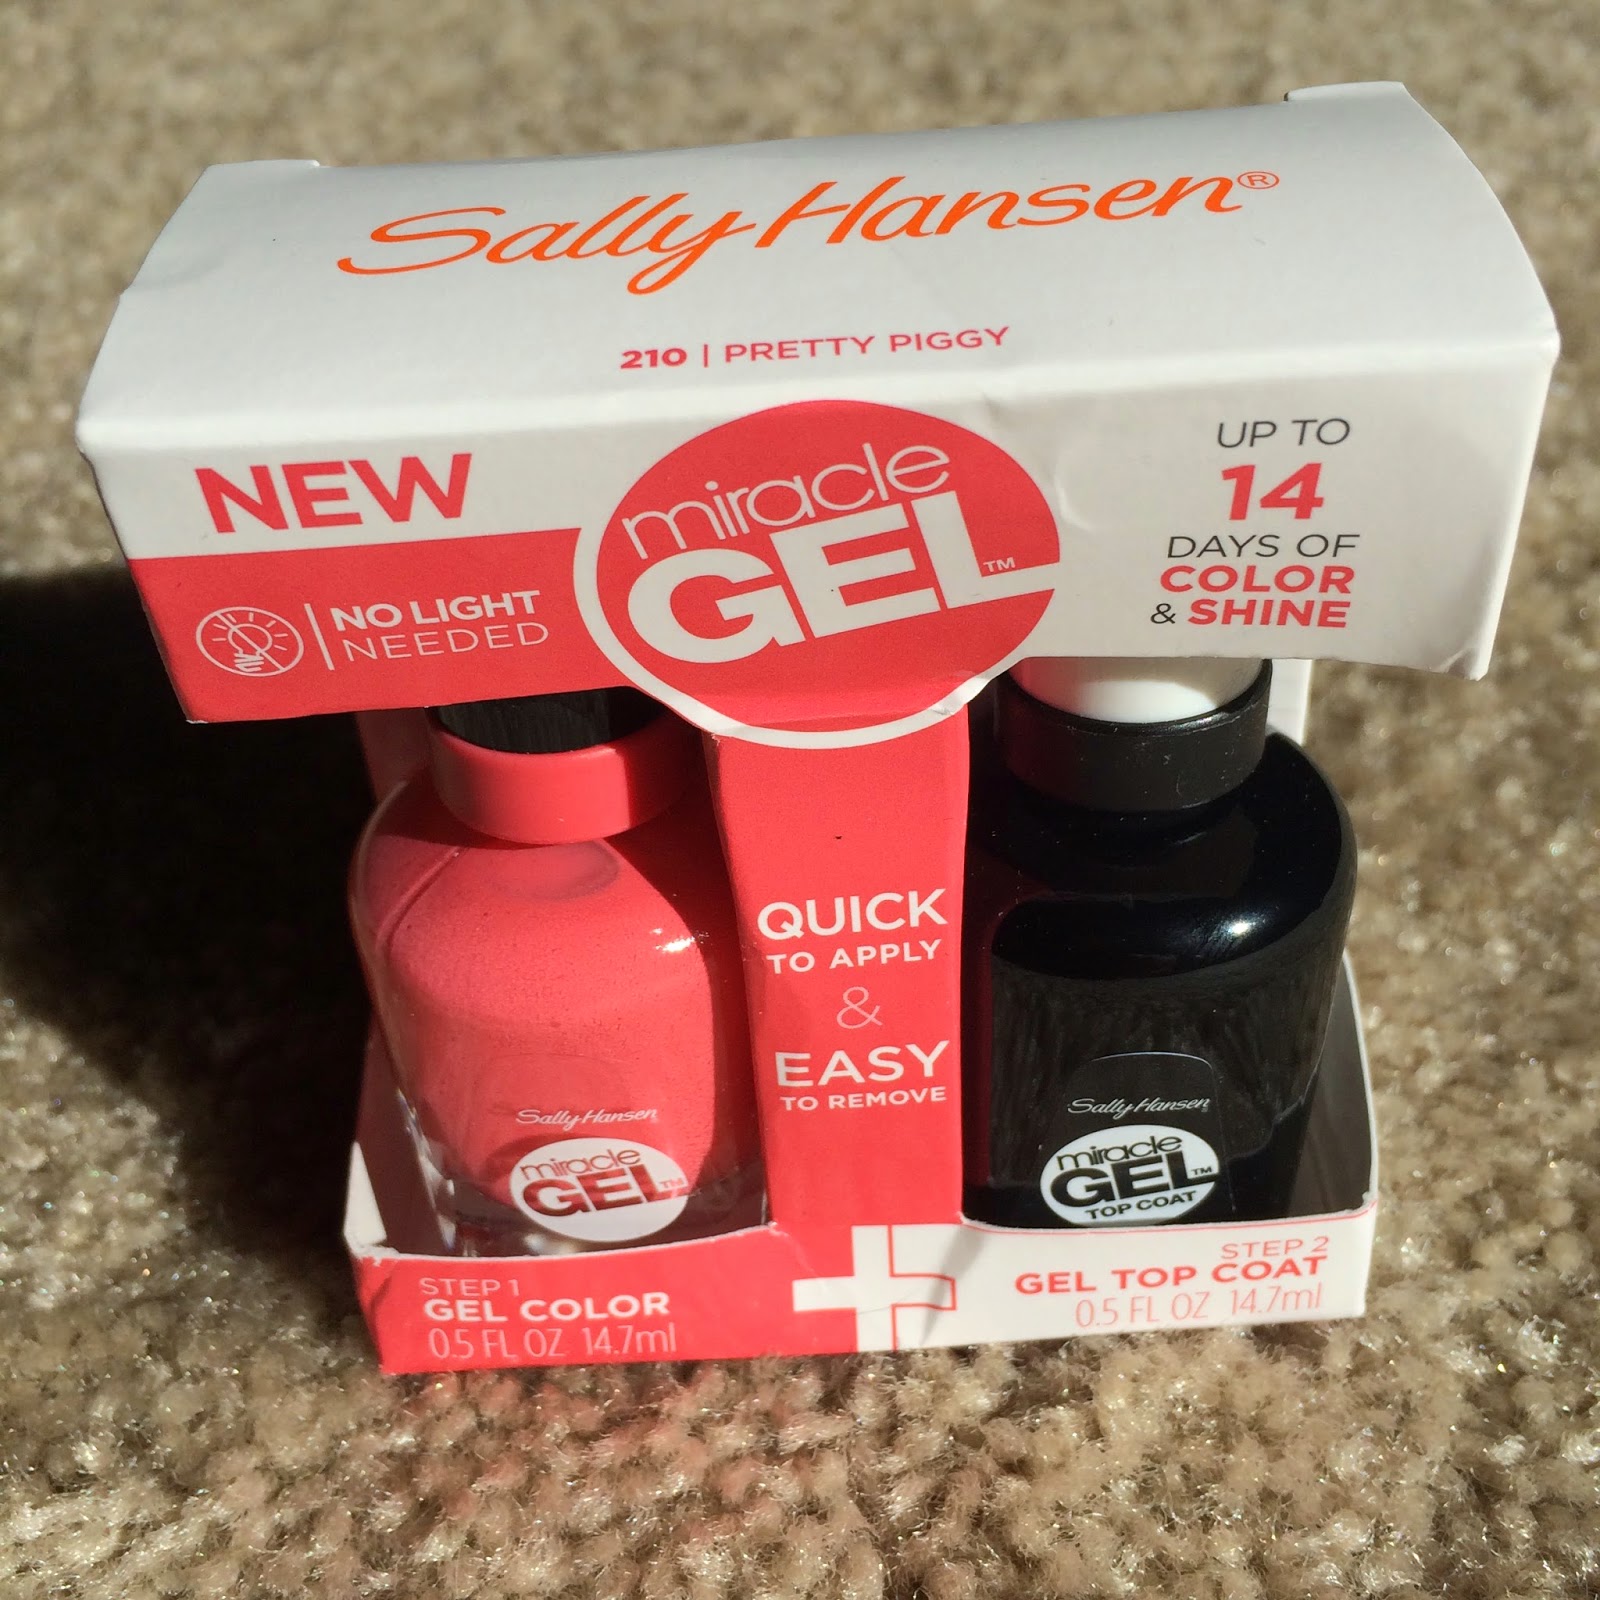 Sally Hansen®
210 | PRETTY PIGGY
NEW
NO LIGHT
NEEDED
miracle
GEL™
UP TO
14
DAYS OF
COLOR
& SHINE
QUICK
TO APPLY
&
EASY
TO REMOVE
Sally Hansen®
miracle
GEL™
Sally Hansen®
miracle
GEL™
TOP COAT
STEP 1
GEL COLOR
0.5 FL OZ 14.7ml
STEP 2
GEL TOP COAT
0.5 FL OZ 14.7ml